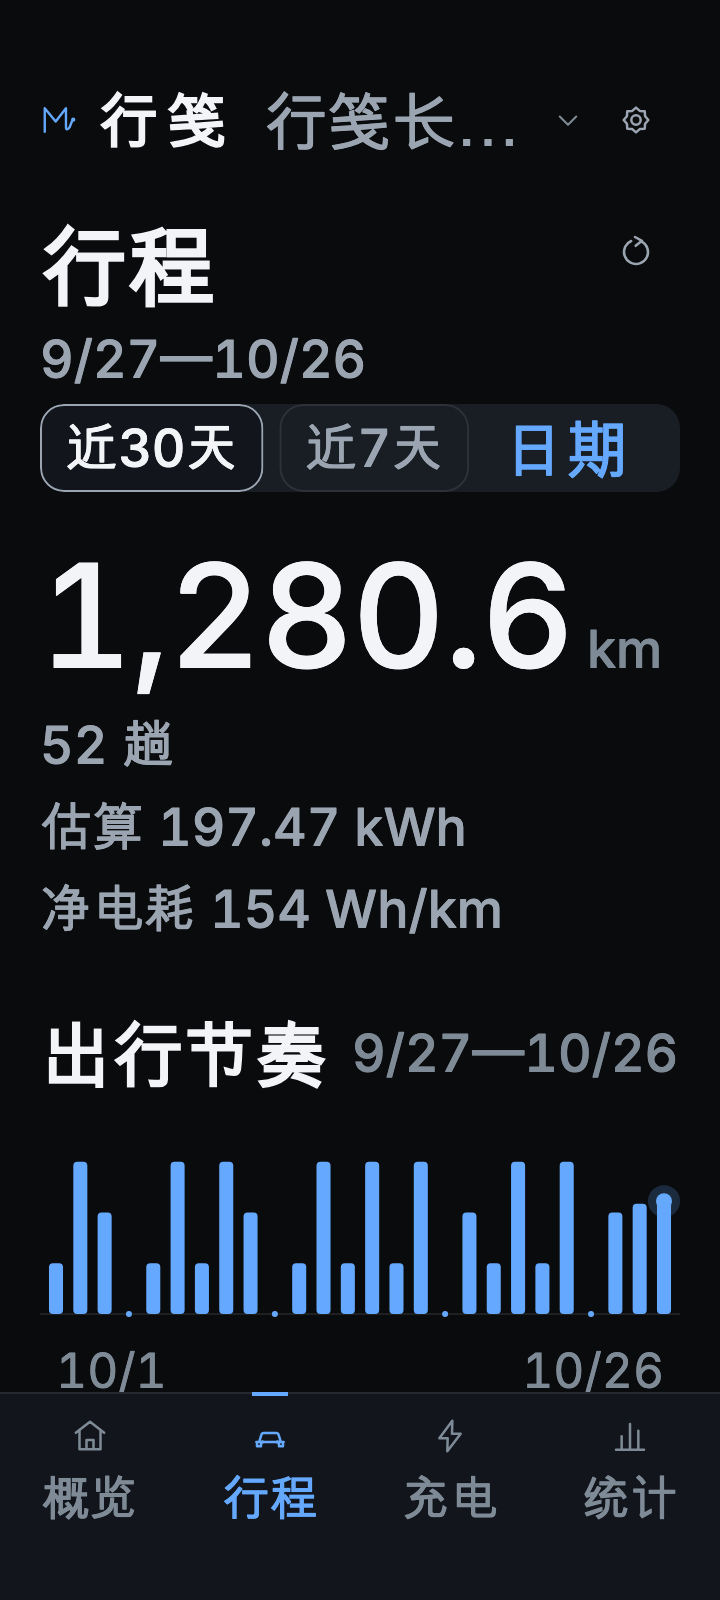 行笺 行笺长...
行程
9/27—10/26
近30天 近7天 日期
1,280.6 km
52 趟
估算 197.47 kWh
净电耗 154 Wh/km
出行节奏 9/27—10/26
10/1 10/26
概览 行程 充电 统计